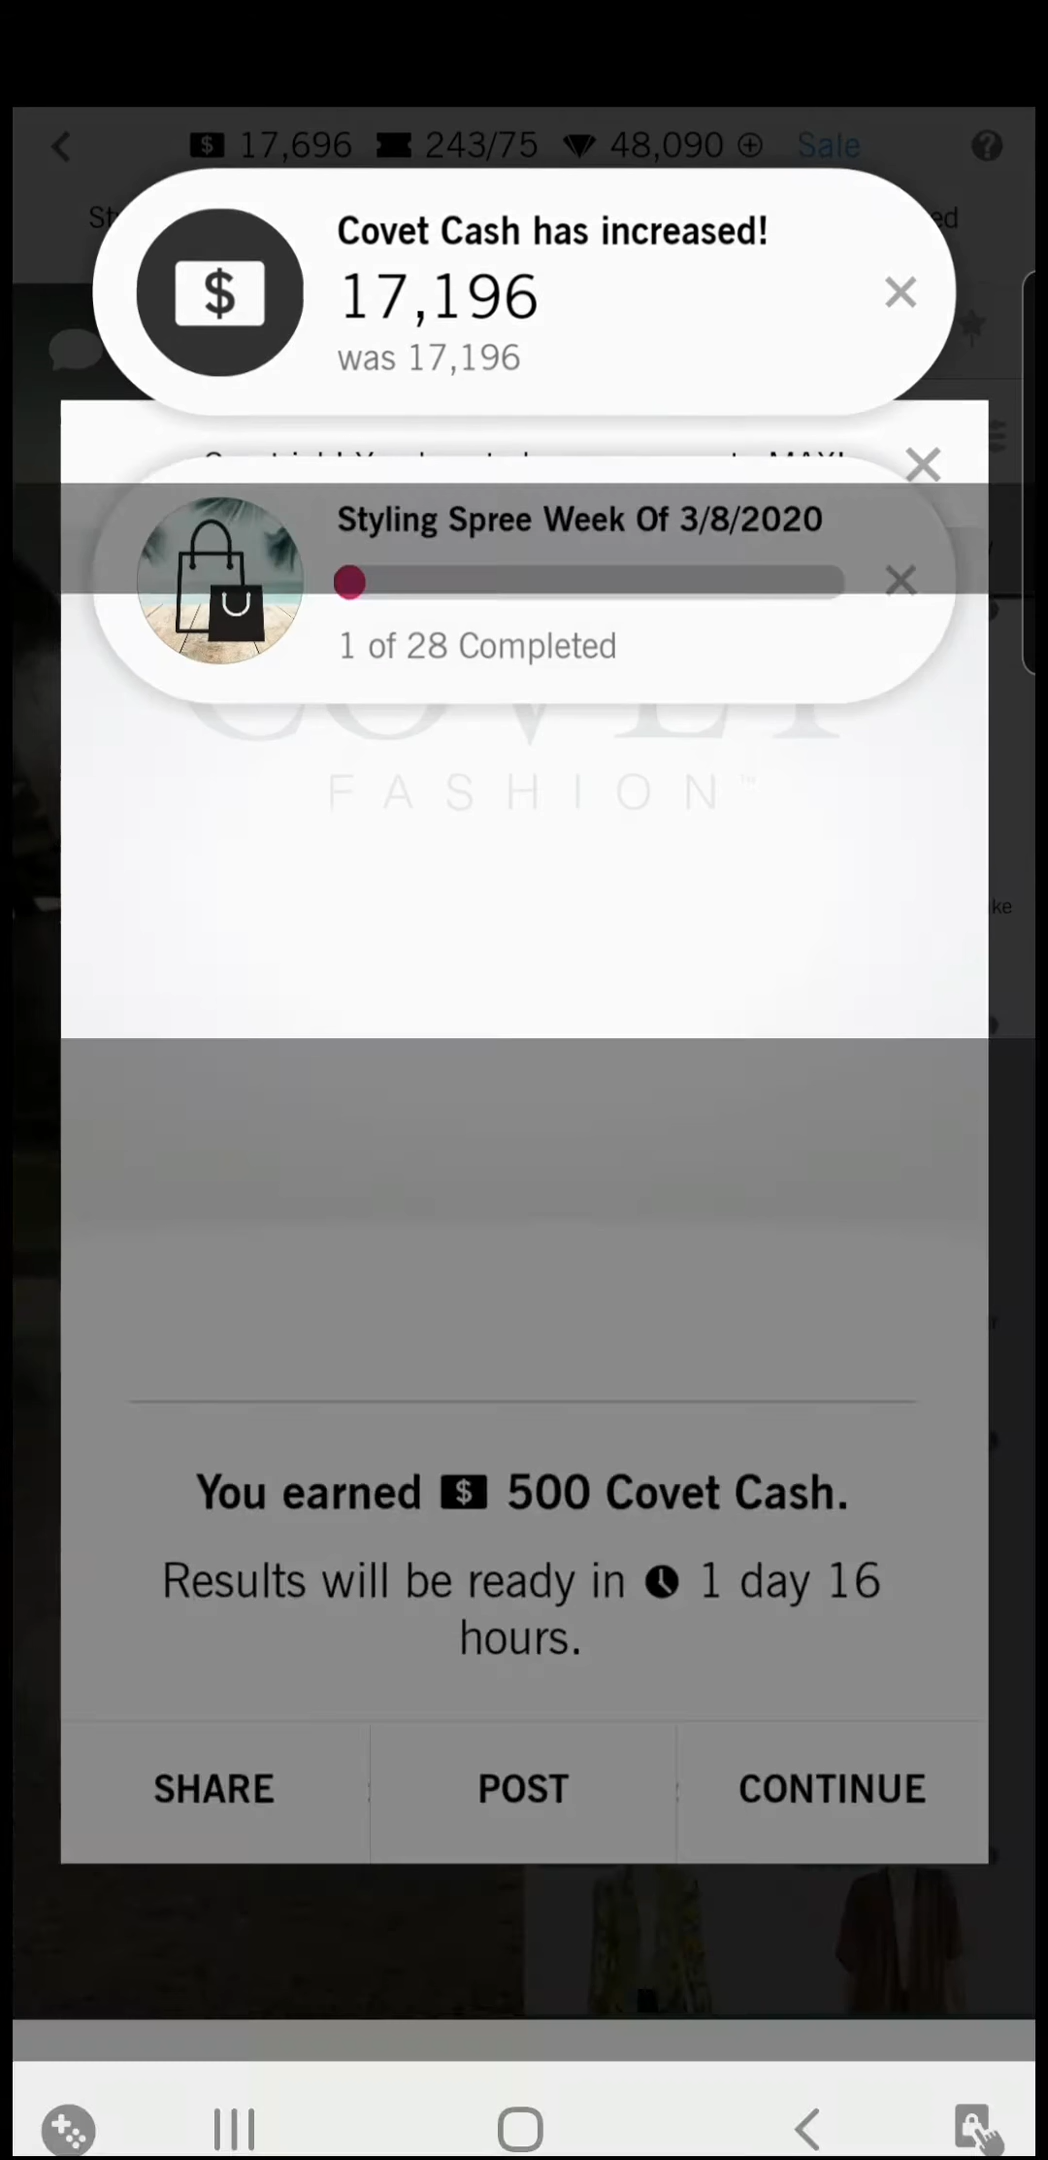 17,696 243/75 48,090 Sale
Covet Cash has increased!
17,196
was 17,196
Styling Spree Week Of 3/8/2020
1 of 28 Completed
COVET
FASHION™
You earned $ 500 Covet Cash.
Results will be ready in 1 day 16
hours.
SHARE POST CONTINUE